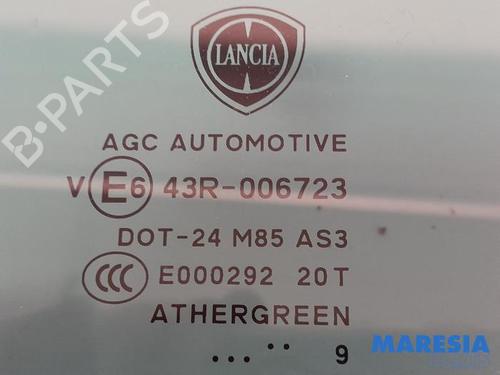 B-PARTS
LANCIA
AGC AUTOMOTIVE
V E6 43R-006723
DOT-24 M85 AS3
CCC E000292 20T
ATHERGREEN
... .. 9
MARESIA